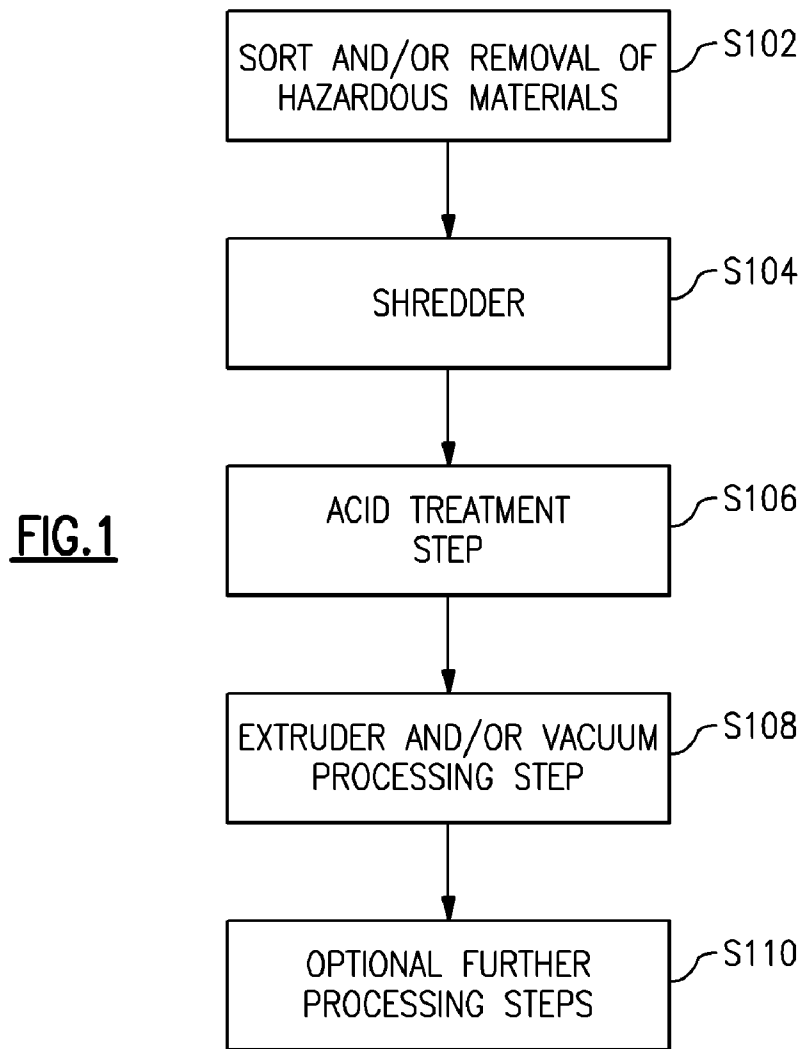 SORT AND/OR REMOVAL OF
HAZARDOUS MATERIALS
S102
SHREDDER
S104
ACID TREATMENT
STEP
S106
FIG.1
EXTRUDER AND/OR VACUUM
PROCESSING STEP
S108
OPTIONAL FURTHER
PROCESSING STEPS
S110